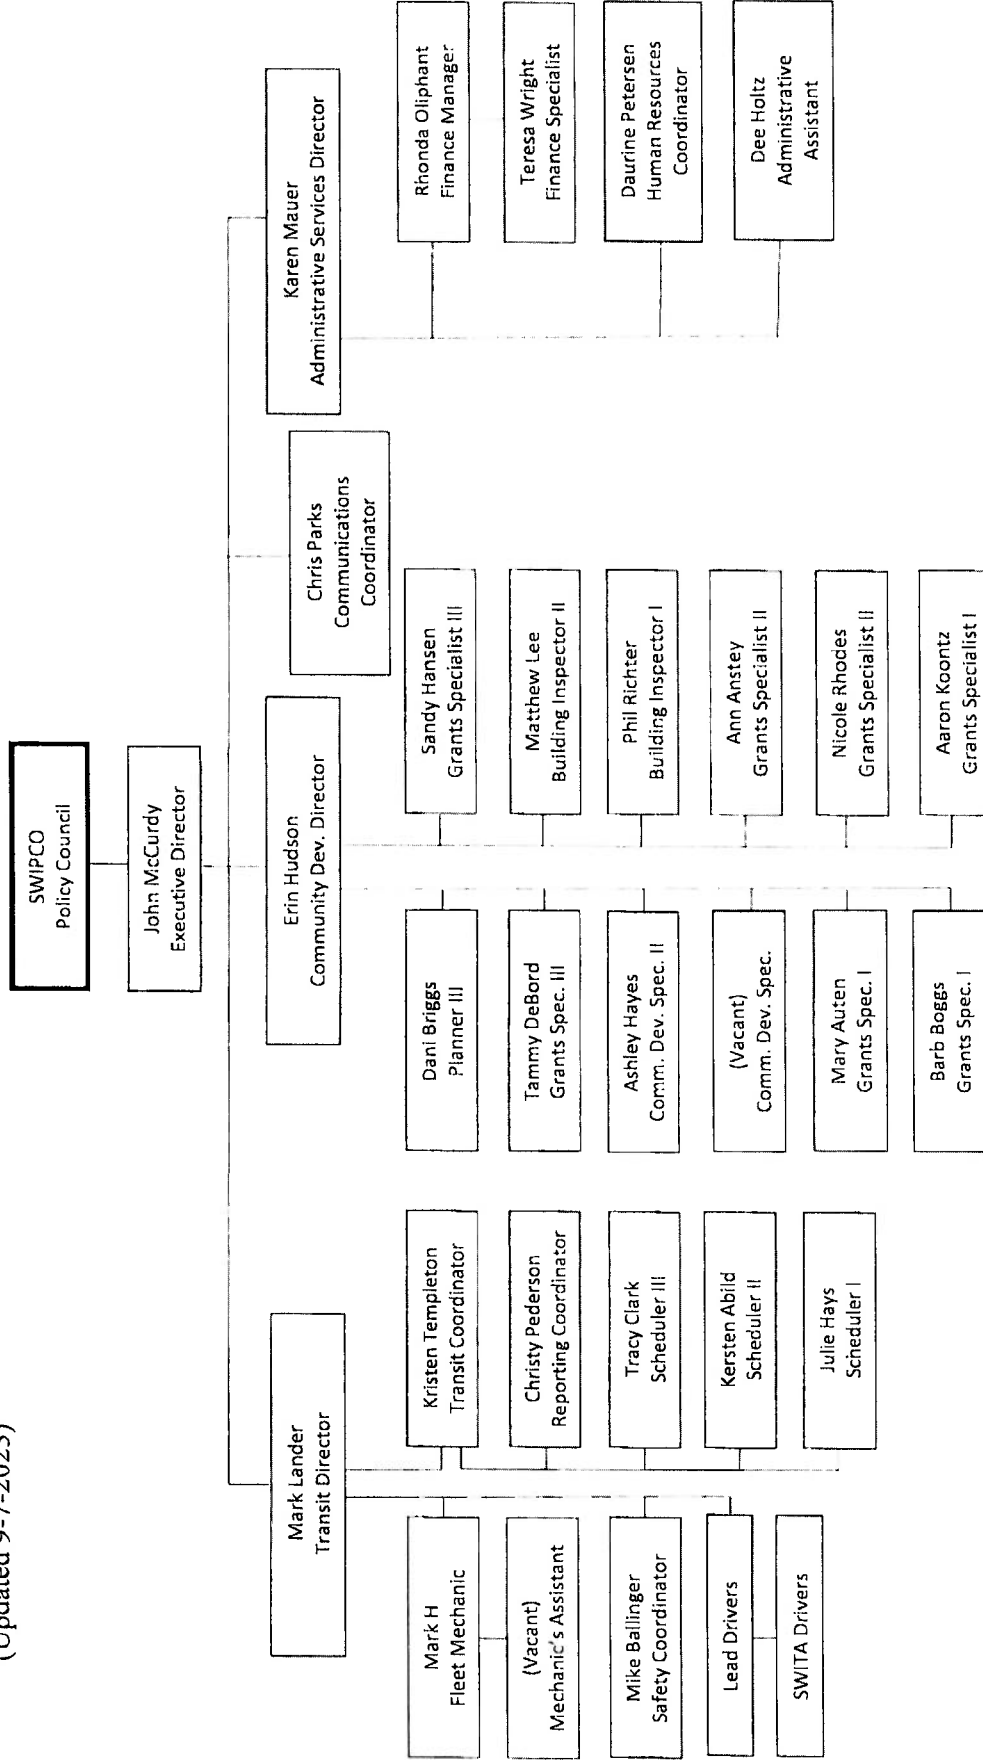 (Updated 9-7-2023)
SWIPCO
Policy Council
John McCurdy
Executive Director
Mark Lander
Transit Director
Erin Hudson
Community Dev. Director
Chris Parks
Communications
Coordinator
Karen Mauer
Administrative Services Director
Mark H
Fleet Mechanic
(Vacant)
Mechanic's Assistant
Mike Ballinger
Safety Coordinator
Lead Drivers
SWITA Drivers
Kristen Templeton
Transit Coordinator
Christy Pederson
Reporting Coordinator
Tracy Clark
Scheduler III
Kersten Abild
Scheduler II
Julie Hays
Scheduler I
Dani Briggs
Planner III
Tammy DeBord
Grants Spec. III
Ashley Hayes
Comm. Dev. Spec. II
(Vacant)
Comm. Dev. Spec.
Mary Auten
Grants Spec. I
Barb Boggs
Grants Spec. I
Sandy Hansen
Grants Specialist III
Matthew Lee
Building Inspector II
Phil Richter
Building Inspector I
Ann Anstey
Grants Specialist II
Nicole Rhodes
Grants Specialist II
Aaron Koontz
Grants Specialist I
Rhonda Oliphant
Finance Manager
Teresa Wright
Finance Specialist
Daurine Petersen
Human Resources
Coordinator
Dee Holtz
Administrative
Assistant